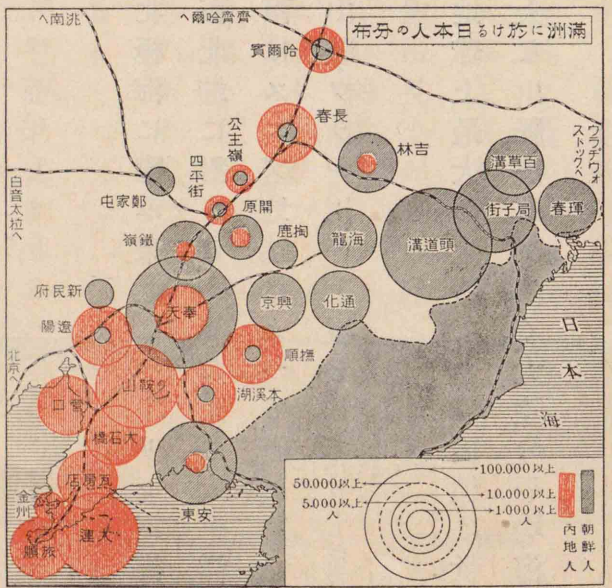 滿洲に於ける日本人の分布
洮南へ
齊齊哈爾へ
哈爾賓
長春
公主嶺
四平街
吉林
百草溝
局子街
琿春
ウラヂウォストックへ
鄭家屯
白音太拉へ
開原
掏鹿
海龍
頭道溝
鐵嶺
新民府
奉天
興京
通化
遼陽
撫順
鞍山
本溪湖
北京へ
營口
大石橋
瓦房店
金州
旅順
大連
安東
日本海
100.000以上
50.000以上
10.000以上
5.000以上
人
1.000以上
人
朝鮮人
內地人